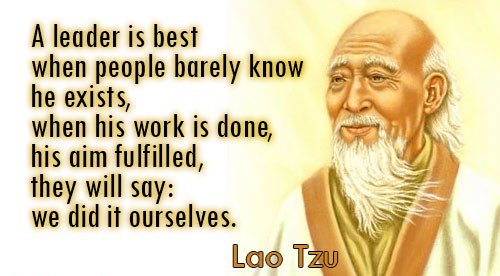 A leader is best
when people barely know
he exists,
when his work is done,
his aim fulfilled,
they will say:
we did it ourselves.
Lao Tzu